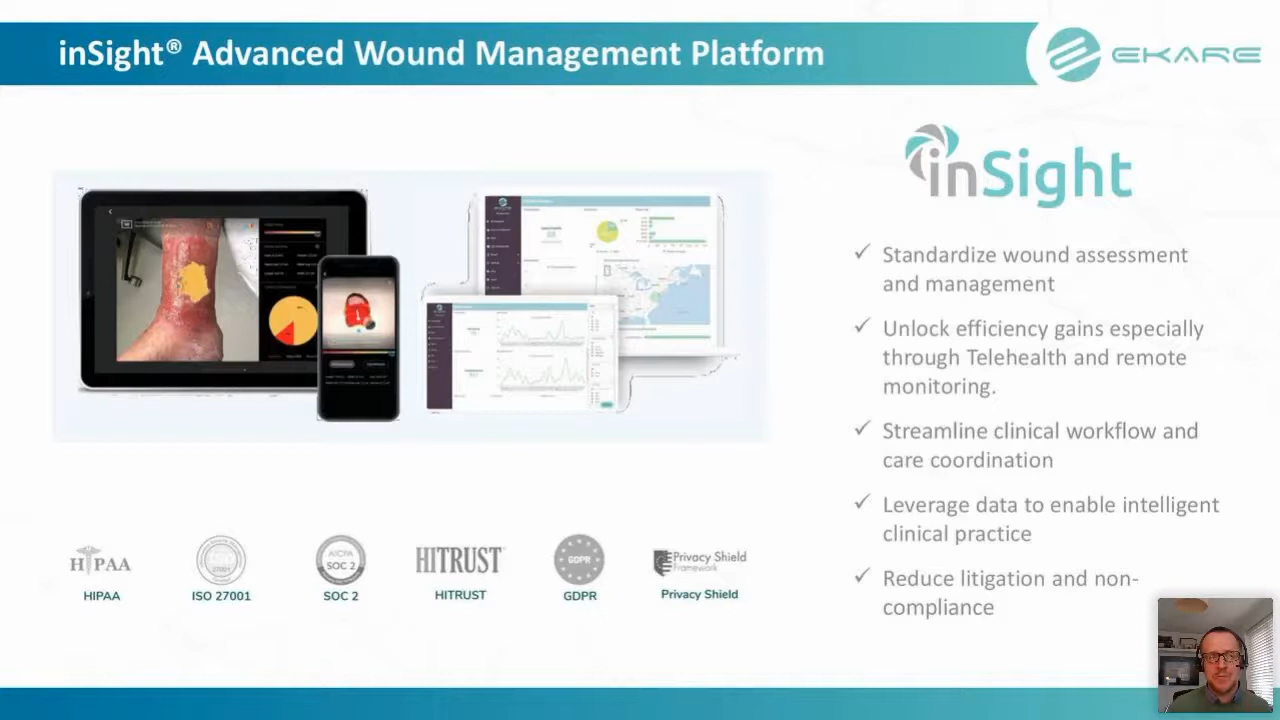 inSight® Advanced Wound Management Platform
EKARE
inSight
Standardize wound assessment
and management
Unlock efficiency gains especially
through Telehealth and remote
monitoring.
Streamline clinical workflow and
care coordination
Leverage data to enable intelligent
clinical practice
Reduce litigation and non-
compliance
HIPAA
ISO
27001
AICPA
SOC 2
HITRUST
GDPR
Privacy Shield
Framework
HIPAA
ISO 27001
SOC 2
HITRUST
GDPR
Privacy Shield